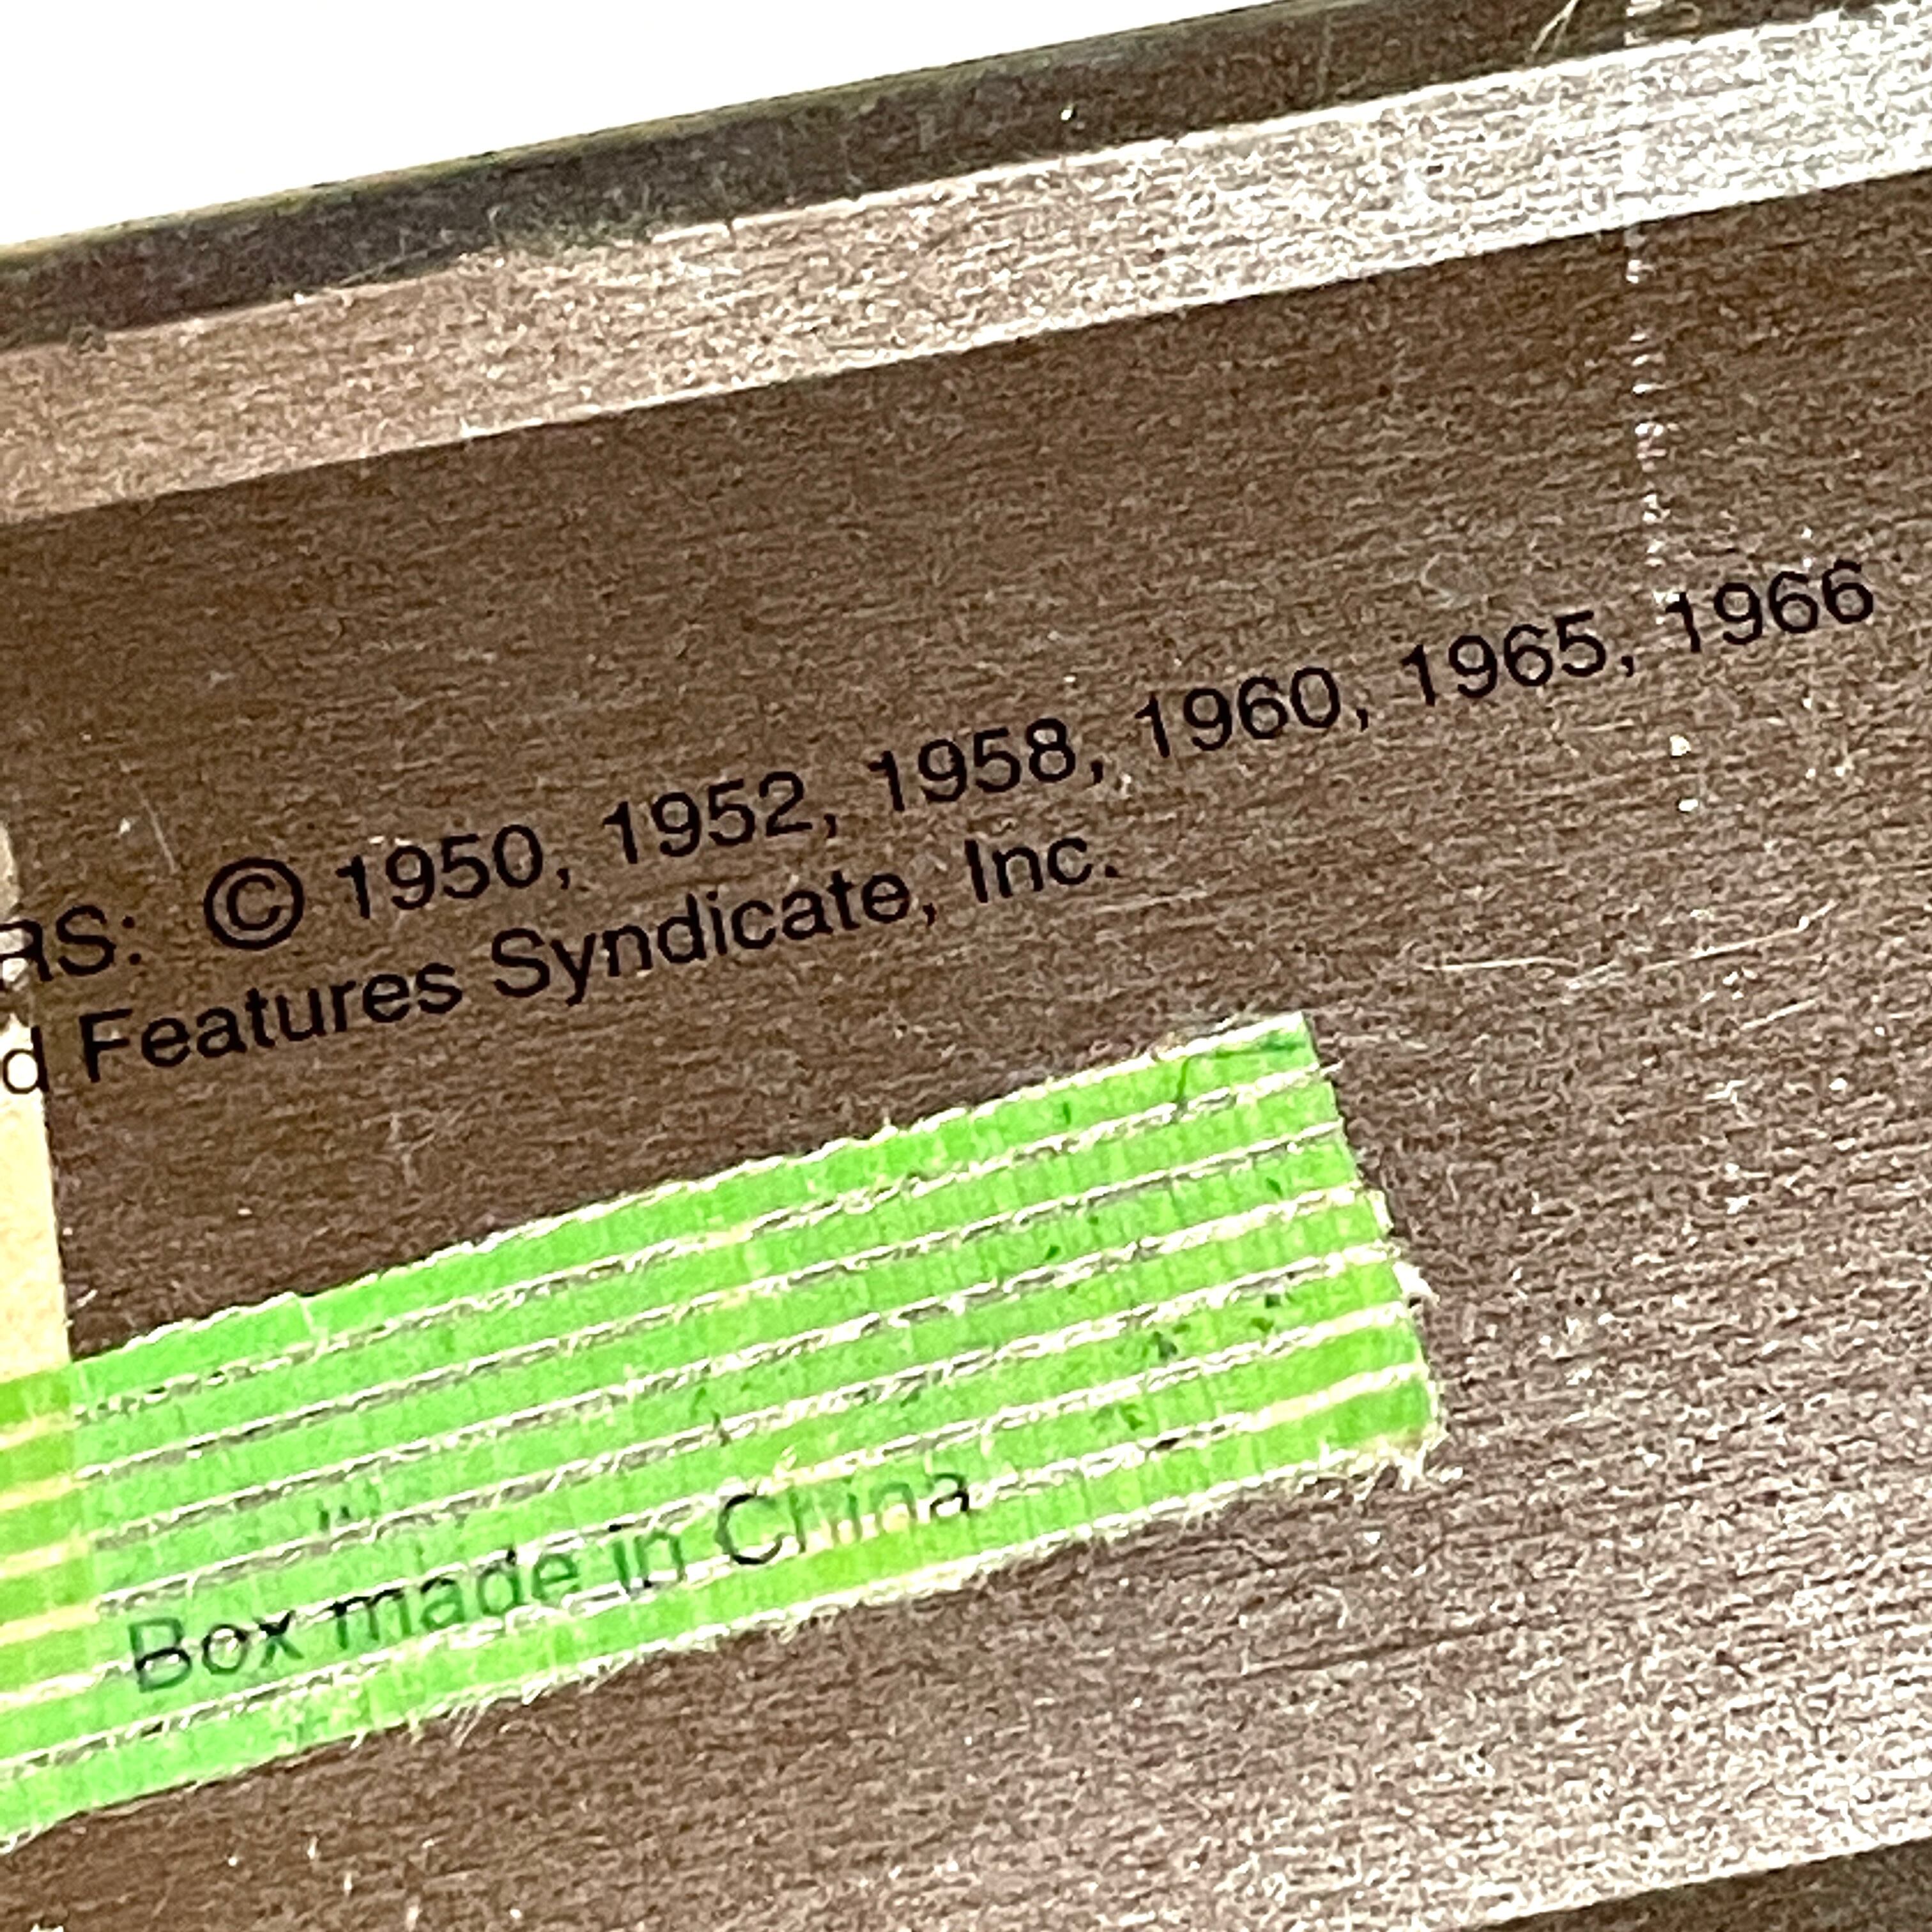 RS: © 1950, 1952, 1958, 1960, 1965, 1966
d Features Syndicate, Inc.
Box made in China